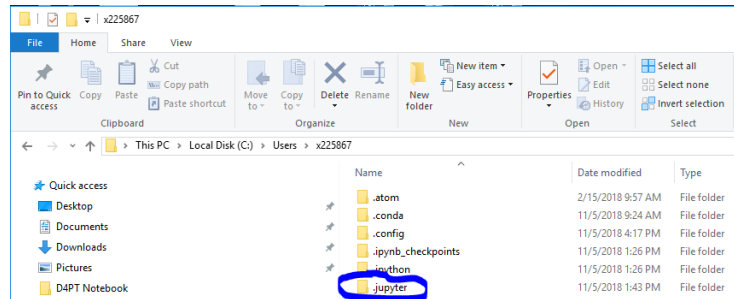 x225867
File Home Share View
Pin to Quick access
Copy
Paste
Cut
Copy path
Paste shortcut
Clipboard
Move to
Copy to
Delete
Rename
Organize
New folder
New item
Easy access
New
Properties
Open
Edit
History
Open
Select all
Select none
Invert selection
Select
This PC > Local Disk (C:) > Users > x225867
Name Date modified Type
Quick access
Desktop
Documents
Downloads
Pictures
D4PT Notebook
.atom 2/15/2018 9:57 AM File folder
.conda 11/5/2018 9:24 AM File folder
.config 11/5/2018 4:17 PM File folder
.ipynb_checkpoints 11/5/2018 1:26 PM File folder
.ipython 11/5/2018 1:26 PM File folder
.jupyter 11/5/2018 1:43 PM File folder